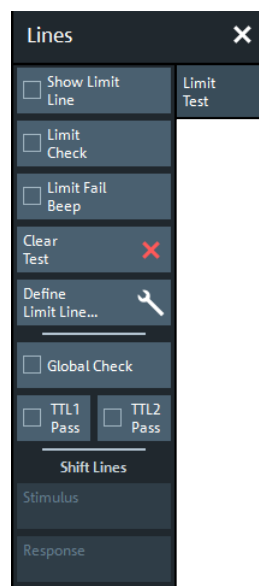 Lines
Show Limit
Line
Limit
Test
Limit
Check
Limit Fail
Beep
Clear
Test
Define
Limit Line...
Global Check
TTL1
Pass
TTL2
Pass
Shift Lines
Stimulus
Response